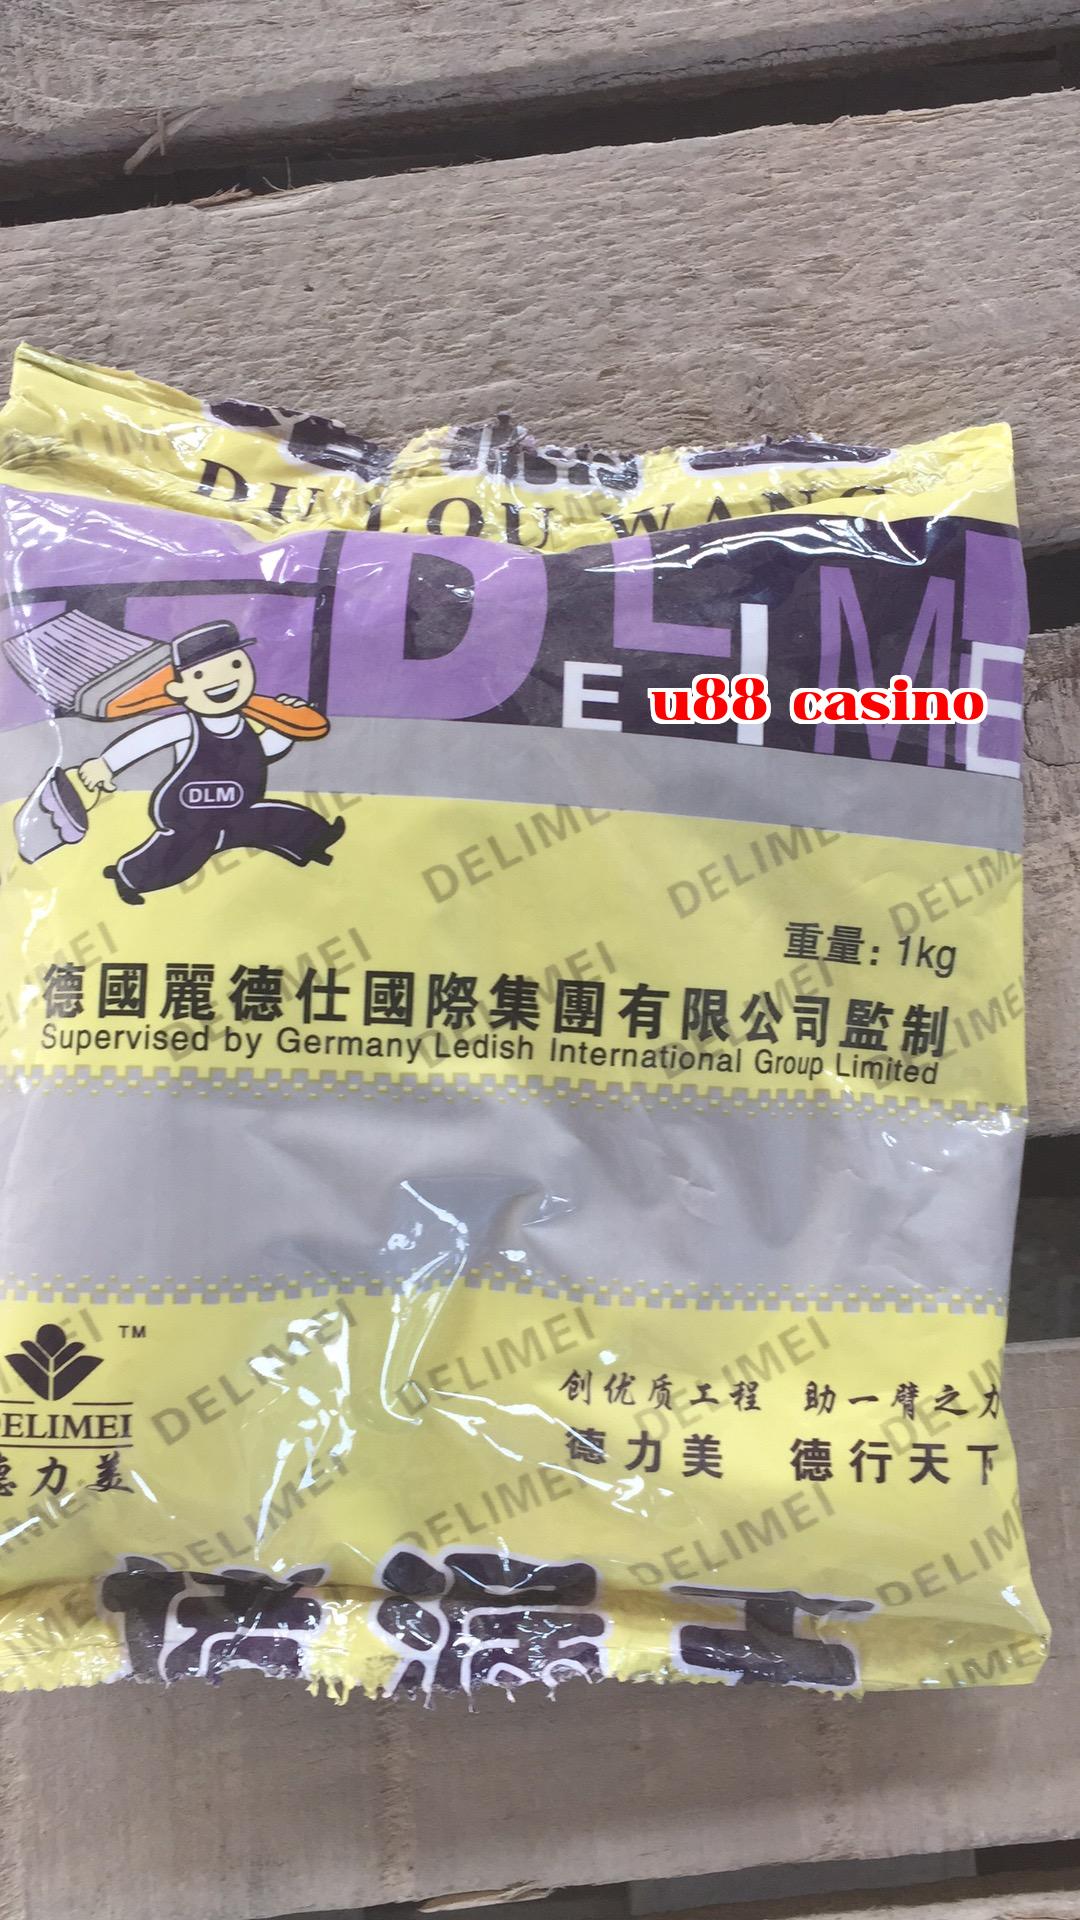 DU LOU WANG
DELIMEI
u88 casino
DLM
重量：1kg
德國麗德仕國際集團有限公司監制
Supervised by Germany Ledish International Group Limited
TM
DELIMEI
德力美
创优质工程 助一臂之力
德力美 德行天下